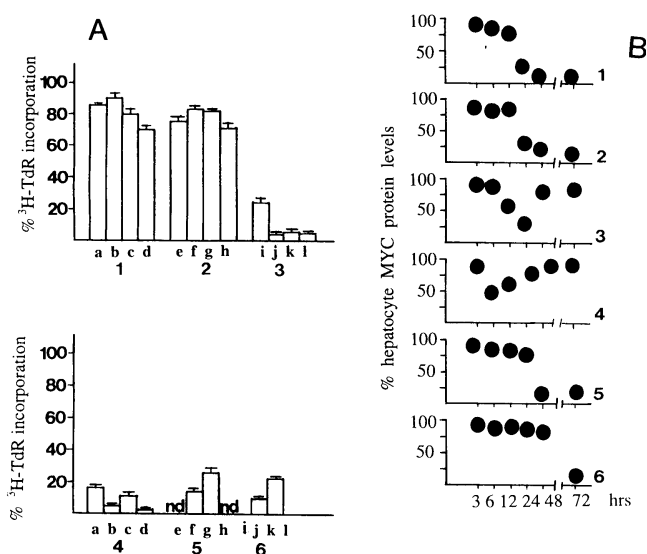 A
% ³H-TdR incorporation
100
80
60
40
20
a b c d e f g h i j k l
1 2 3
% ³H-TdR incorporation
100
80
60
40
20
nd nd
a b c d e f g h i j k l
4 5 6
B
% hepatocyte MYC protein levels
100
50
1
100
50
2
100
50
3
100
50
4
100
50
5
100
50
6
3 6 12 24 48 72 hrs